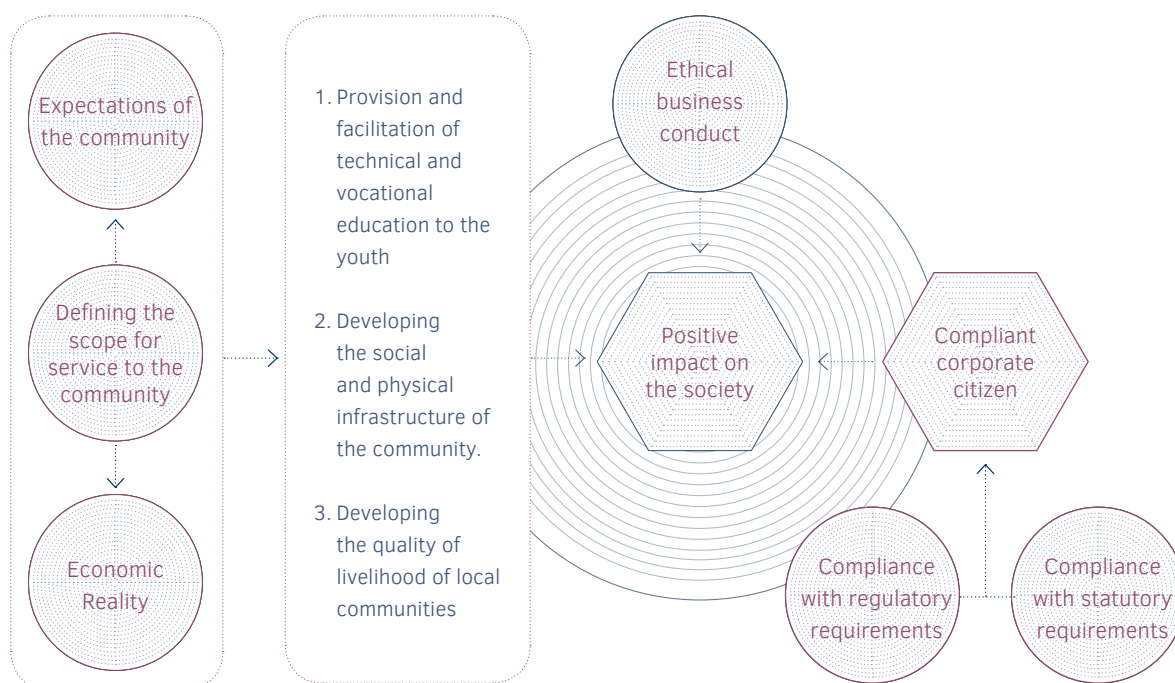 Expectations of
the community
Defining the
scope for
service to the
community
Economic
Reality
1. Provision and
facilitation of
technical and
vocational
education to the
youth
2. Developing
the social
and physical
infrastructure of
the community.
3. Developing
the quality of
livelihood of local
communities
Ethical
business
conduct
Positive
impact on
the society
Compliant
corporate
citizen
Compliance
with regulatory
requirements
Compliance
with statutory
requirements